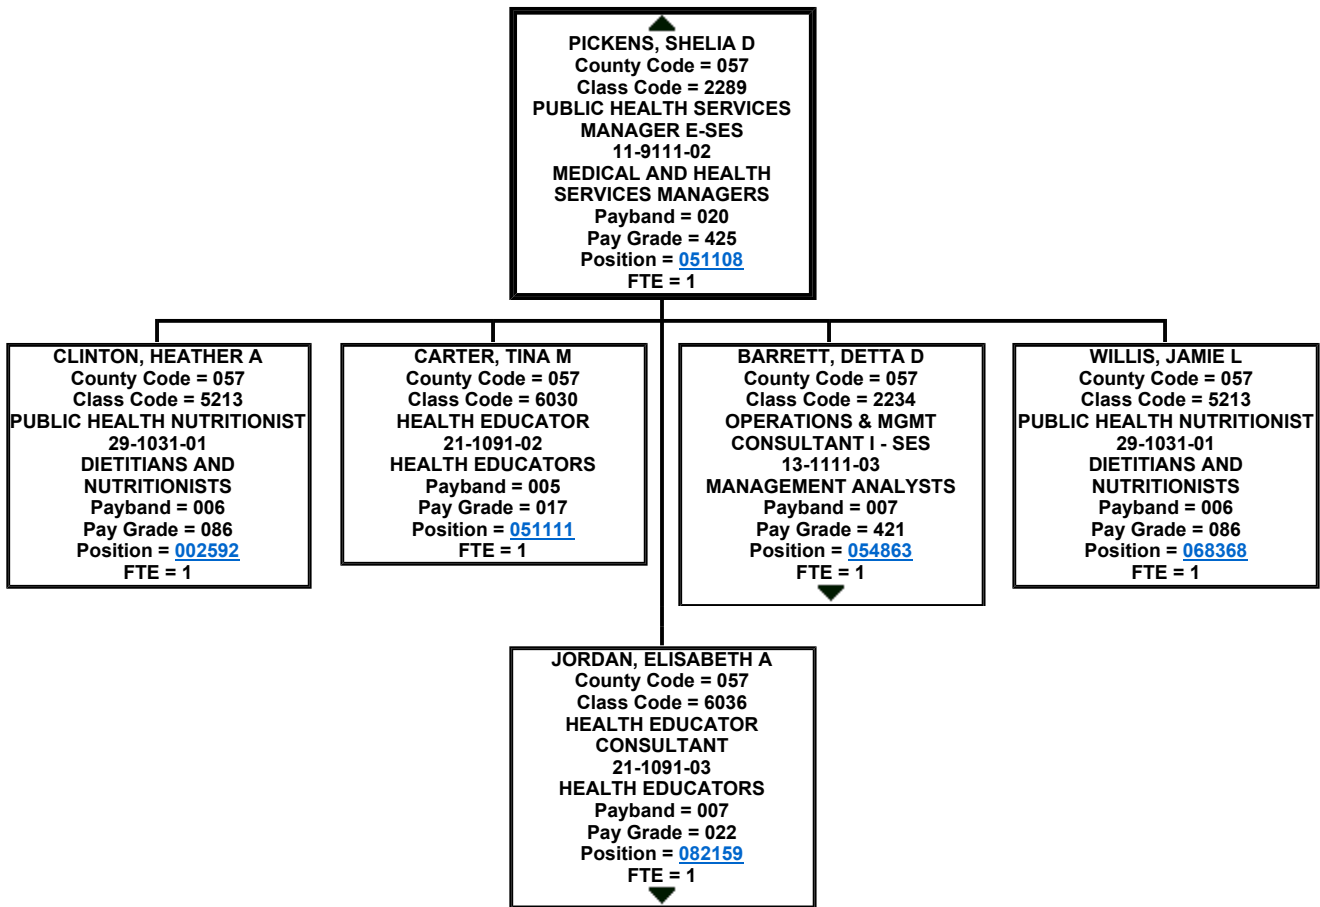 PICKENS, SHELIA D
County Code = 057
Class Code = 2289
PUBLIC HEALTH SERVICES
MANAGER E-SES
11-9111-02
MEDICAL AND HEALTH
SERVICES MANAGERS
Payband = 020
Pay Grade = 425
Position = 051108
FTE = 1
CLINTON, HEATHER A
County Code = 057
Class Code = 5213
PUBLIC HEALTH NUTRITIONIST
29-1031-01
DIETITIANS AND
NUTRITIONISTS
Payband = 006
Pay Grade = 086
Position = 002592
FTE = 1
CARTER, TINA M
County Code = 057
Class Code = 6030
HEALTH EDUCATOR
21-1091-02
HEALTH EDUCATORS
Payband = 005
Pay Grade = 017
Position = 051111
FTE = 1
BARRETT, DETTA D
County Code = 057
Class Code = 2234
OPERATIONS & MGMT
CONSULTANT I - SES
13-1111-03
MANAGEMENT ANALYSTS
Payband = 007
Pay Grade = 421
Position = 054863
FTE = 1
WILLIS, JAMIE L
County Code = 057
Class Code = 5213
PUBLIC HEALTH NUTRITIONIST
29-1031-01
DIETITIANS AND
NUTRITIONISTS
Payband = 006
Pay Grade = 086
Position = 068368
FTE = 1
JORDAN, ELISABETH A
County Code = 057
Class Code = 6036
HEALTH EDUCATOR
CONSULTANT
21-1091-03
HEALTH EDUCATORS
Payband = 007
Pay Grade = 022
Position = 082159
FTE = 1